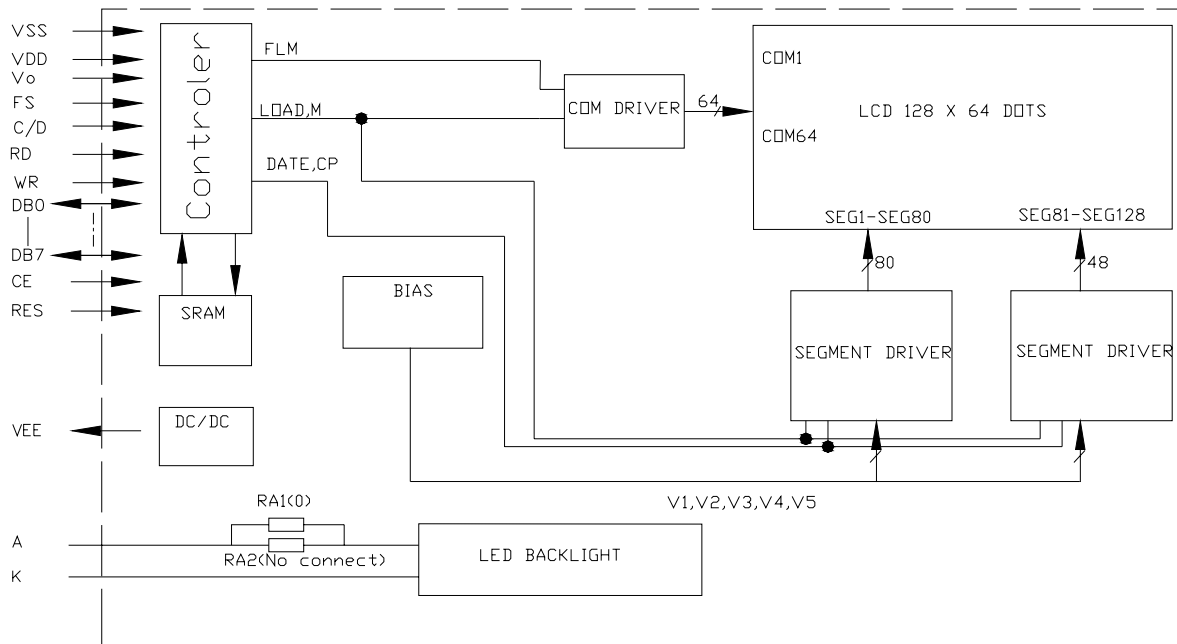 VSS
VDD
Vo
FS
C/D
RD
WR
DB0
DB7
CE
RES
VEE
A
K
Controler
FLM
LOAD,M
DATE,CP
SRAM
DC/DC
BIAS
COM DRIVER
64
COM1
LCD 128 X 64 DOTS
COM64
SEG1-SEG80
SEG81-SEG128
80
48
SEGMENT DRIVER
SEGMENT DRIVER
V1,V2,V3,V4,V5
RA1(0)
RA2(No connect)
LED BACKLIGHT